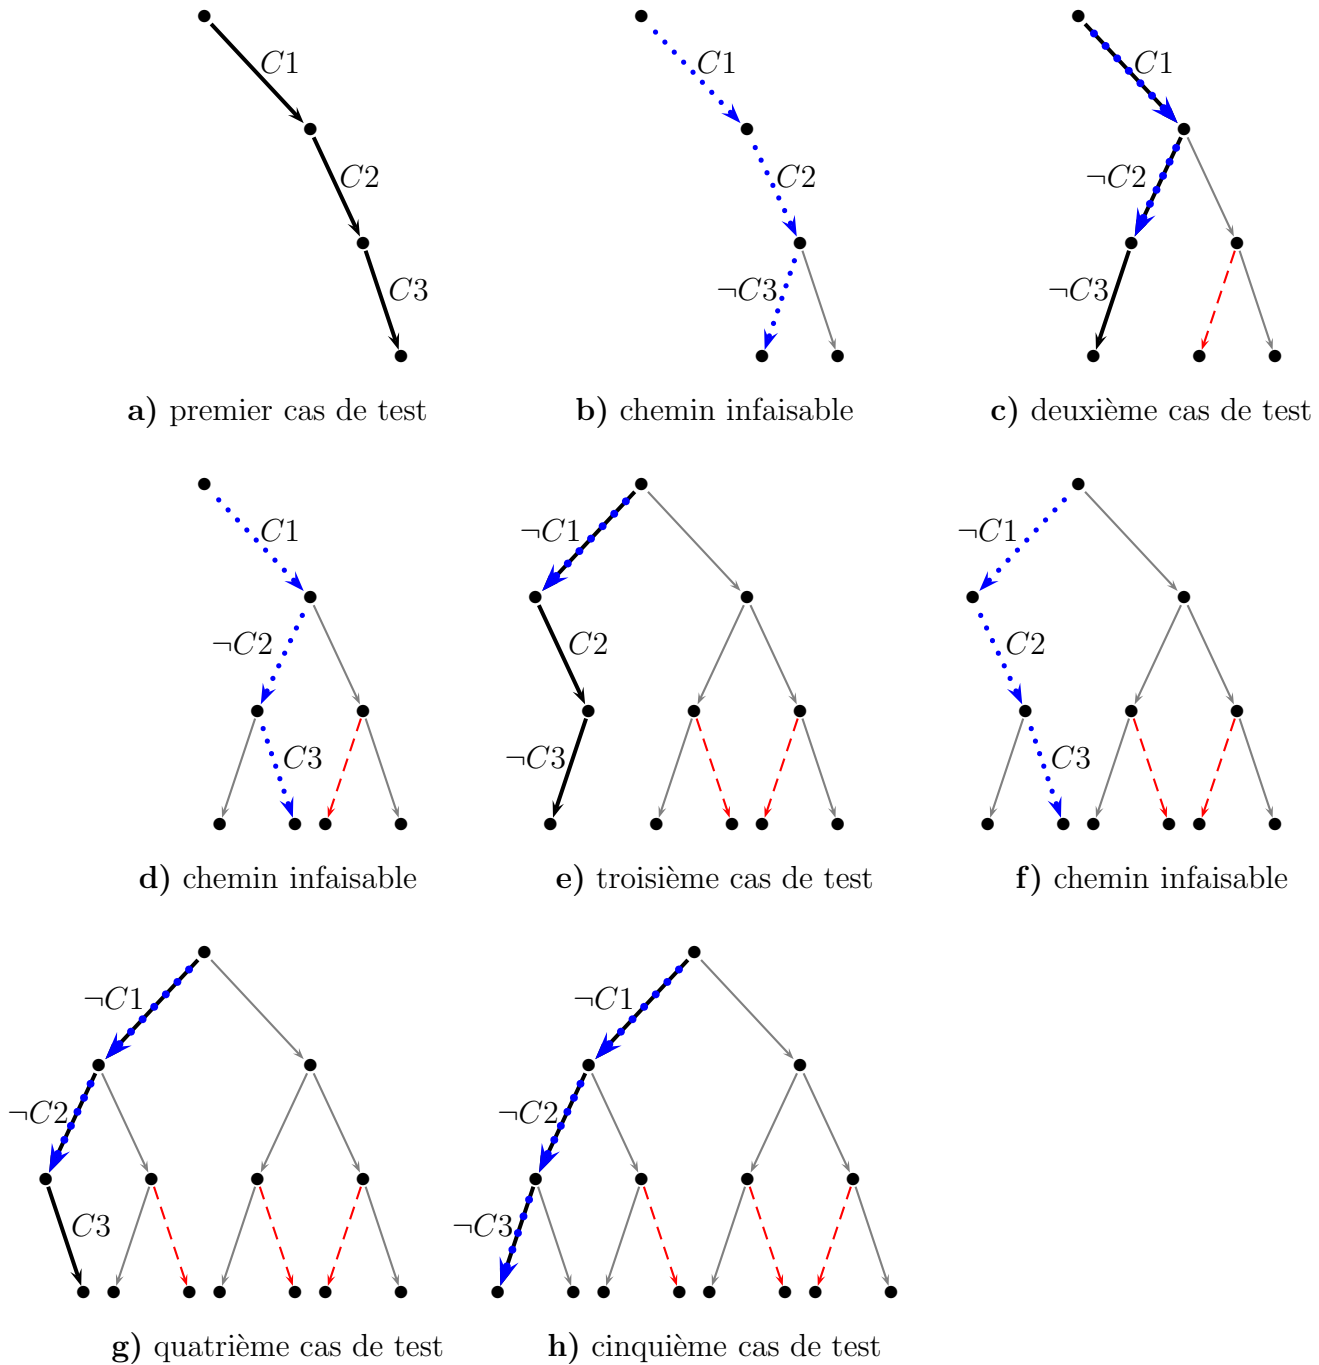 C1
C2
C3
a) premier cas de test
C1
C2
¬C3
b) chemin infaisable
C1
¬C2
¬C3
c) deuxième cas de test
C1
¬C2
C3
d) chemin infaisable
¬C1
C2
¬C3
e) troisième cas de test
¬C1
C2
C3
f) chemin infaisable
¬C1
¬C2
C3
g) quatrième cas de test
¬C1
¬C2
¬C3
h) cinquième cas de test